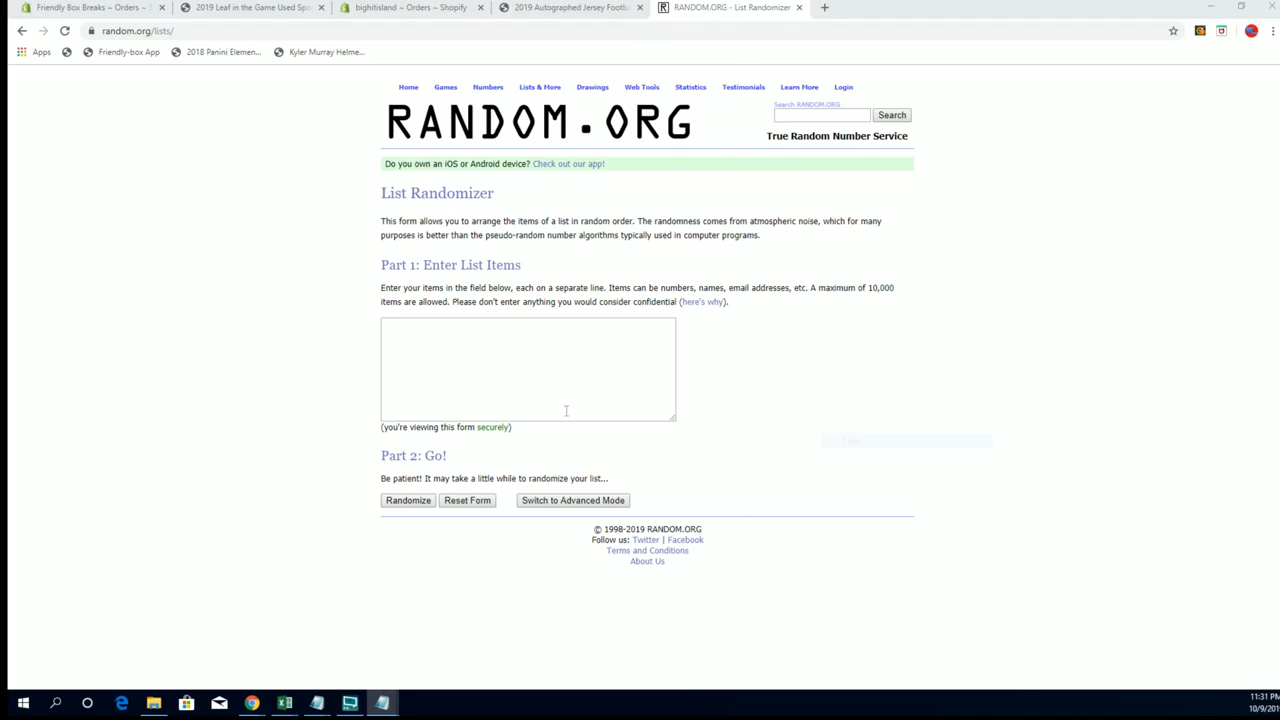 Friendly Box Breaks ~ Orders ~ S
2019 Leaf in the Game Used Spo
bighitisland ~ Orders ~ Shopify
2019 Autographed Jersey Footb
RANDOM.ORG - List Randomizer
random.org/lists/
Apps
Friendly-box App
2018 Panini Elemen...
Kyler Murray Helme...
Home Games Numbers Lists & More Drawings Web Tools Statistics Testimonials Learn More Login
RANDOM.ORG
Search RANDOM.ORG
Search
True Random Number Service
Do you own an iOS or Android device? Check out our app!
List Randomizer
This form allows you to arrange the items of a list in random order. The randomness comes from atmospheric noise, which for many
purposes is better than the pseudo-random number algorithms typically used in computer programs.
Part 1: Enter List Items
Enter your items in the field below, each on a separate line. Items can be numbers, names, email addresses, etc. A maximum of 10,000
items are allowed. Please don't enter anything you would consider confidential (here's why).
(you're viewing this form securely)
Part 2: Go!
Be patient! It may take a little while to randomize your list...
Randomize Reset Form Switch to Advanced Mode
© 1998-2019 RANDOM.ORG
Follow us: Twitter | Facebook
Terms and Conditions
About Us
11:31 PM
10/9/201